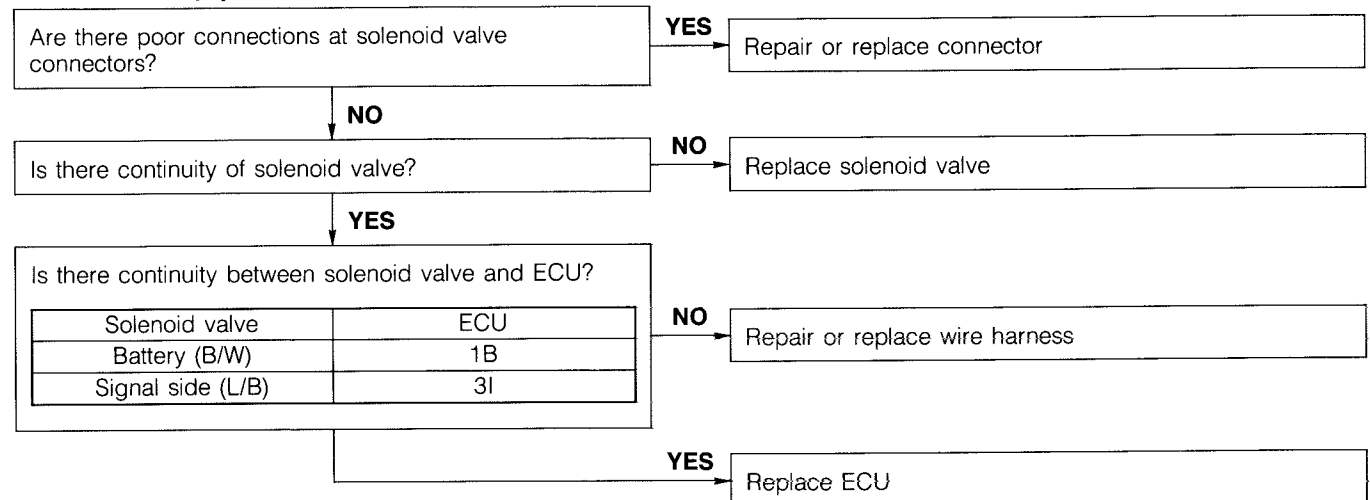 Are there poor connections at solenoid valve
connectors?
YES
Repair or replace connector
NO
Is there continuity of solenoid valve?
NO
Replace solenoid valve
YES
Is there continuity between solenoid valve and ECU?
Solenoid valve ECU
Battery (B/W) 1B
Signal side (L/B) 3I
NO
Repair or replace wire harness
YES
Replace ECU